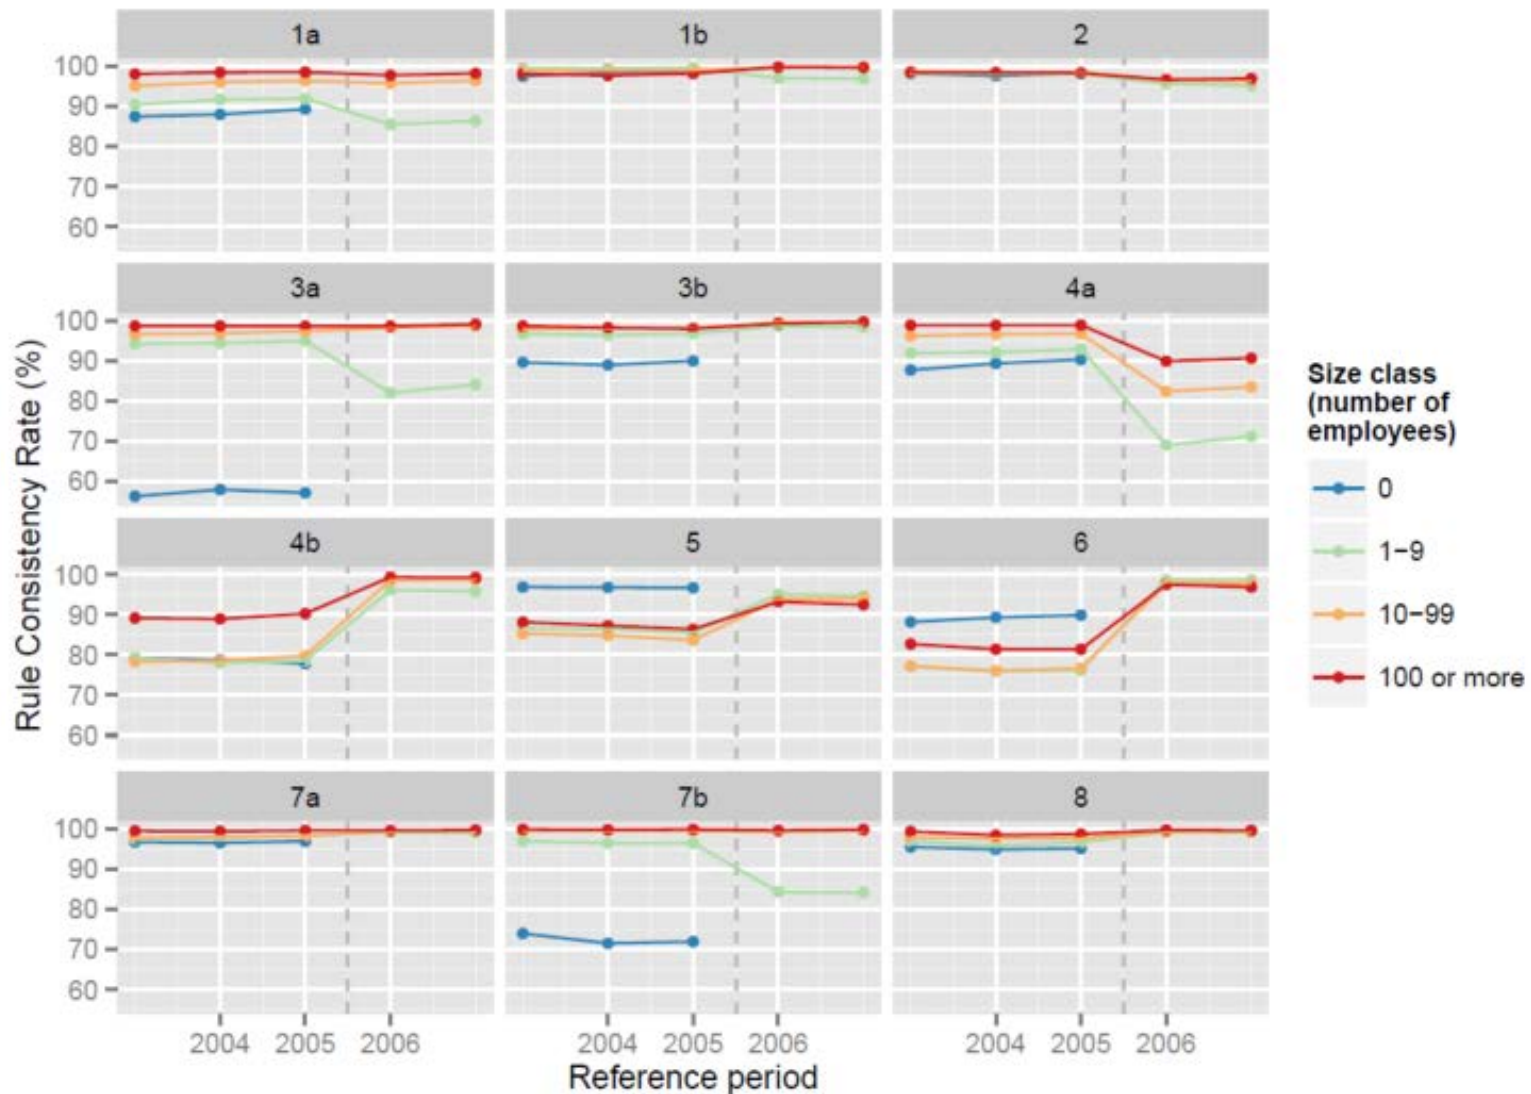 1a 1b 2
100
90
80
70
60
3a 3b 4a
100
90
80
70
60
4b 5 6
100
90
80
70
60
7a 7b 8
100
90
80
70
60
2004 2005 2006 2004 2005 2006 2004 2005 2006
Reference period
Rule Consistency Rate (%)
Size class
(number of
employees)
0
1−9
10−99
100 or more